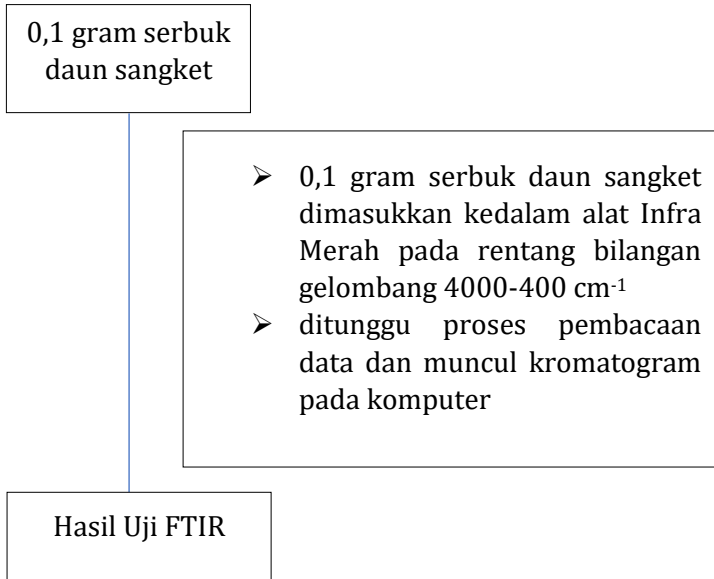 0,1 gram serbuk
daun sangket
➢ 0,1 gram serbuk daun sangket
dimasukkan kedalam alat Infra
Merah pada rentang bilangan
gelombang 4000-400 cm⁻¹
➢ ditunggu proses pembacaan
data dan muncul kromatogram
pada komputer
Hasil Uji FTIR